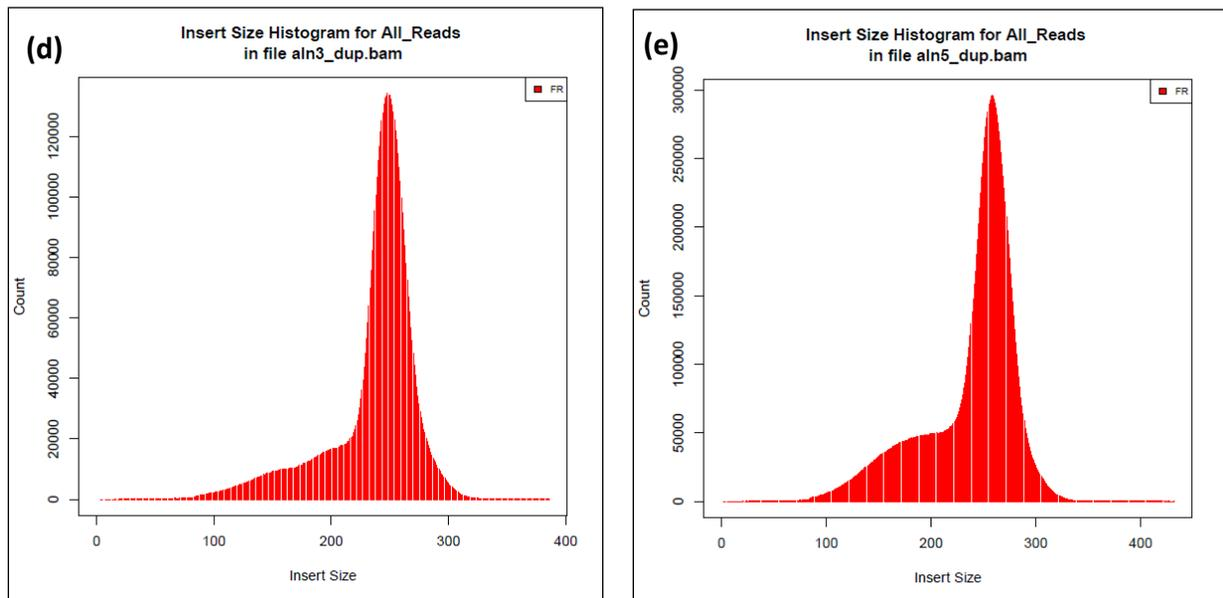 (d)
Insert Size Histogram for All_Reads
in file aln3_dup.bam
FR
Count
120000
100000
80000
60000
40000
20000
0
0 100 200 300 400
Insert Size
(e)
Insert Size Histogram for All_Reads
in file aln5_dup.bam
FR
Count
300000
250000
200000
150000
100000
50000
0
0 100 200 300 400
Insert Size